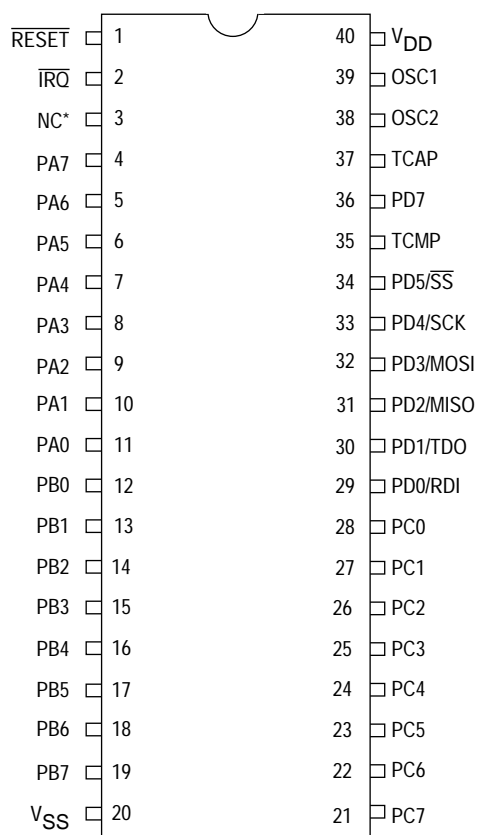 R̅E̅S̅E̅T̅ 1 40 VDD
I̅R̅Q̅ 2 39 OSC1
NC* 3 38 OSC2
PA7 4 37 TCAP
PA6 5 36 PD7
PA5 6 35 TCMP
PA4 7 34 PD5/S̅S̅
PA3 8 33 PD4/SCK
PA2 9 32 PD3/MOSI
PA1 10 31 PD2/MISO
PA0 11 30 PD1/TDO
PB0 12 29 PD0/RDI
PB1 13 28 PC0
PB2 14 27 PC1
PB3 15 26 PC2
PB4 16 25 PC3
PB5 17 24 PC4
PB6 18 23 PC5
PB7 19 22 PC6
VSS 20 21 PC7